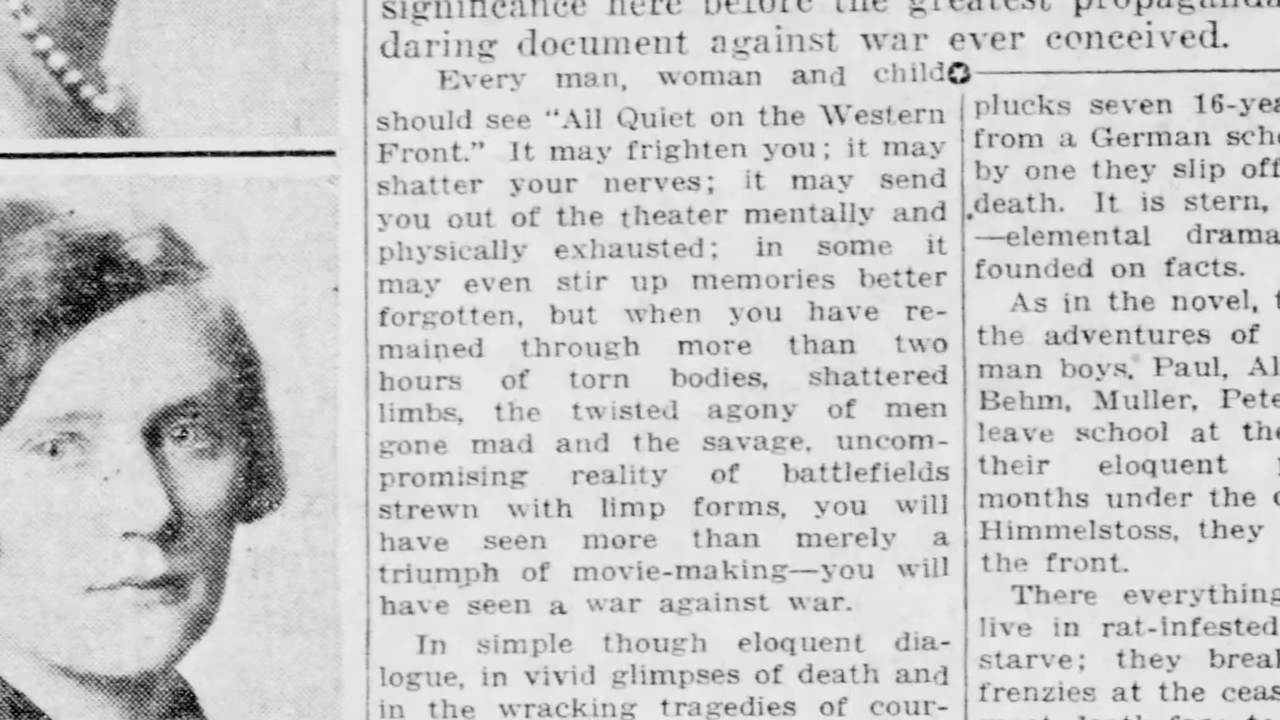 significance here before the greatest
daring document against war ever conceived.
Every man, woman and child
should see "All Quiet on the Western
Front." It may frighten you; it may
shatter your nerves; it may send
you out of the theater mentally and
physically exhausted; in some it
may even stir up memories better
forgotten, but when you have re-
mained through more than two
hours of torn bodies, shattered
limbs, the twisted agony of men
gone mad and the savage, uncom-
promising reality of battlefields
strewn with limp forms, you will
have seen more than merely a
triumph of movie-making—you will
have seen a war against war.
In simple though eloquent dia-
logue, in vivid glimpses of death and
in the wracking tragedies of cour-
plucks seven 16-yea
from a German scho
by one they slip off
death. It is stern,
—elemental drama
founded on facts.
As in the novel,
the adventures of
man boys, Paul, Al
Behm, Muller, Pete
leave school at the
their eloquent
months under the
Himmelstoss, they
the front.
There everything
live in rat-infested
starve; they break
frenzies at the ceas